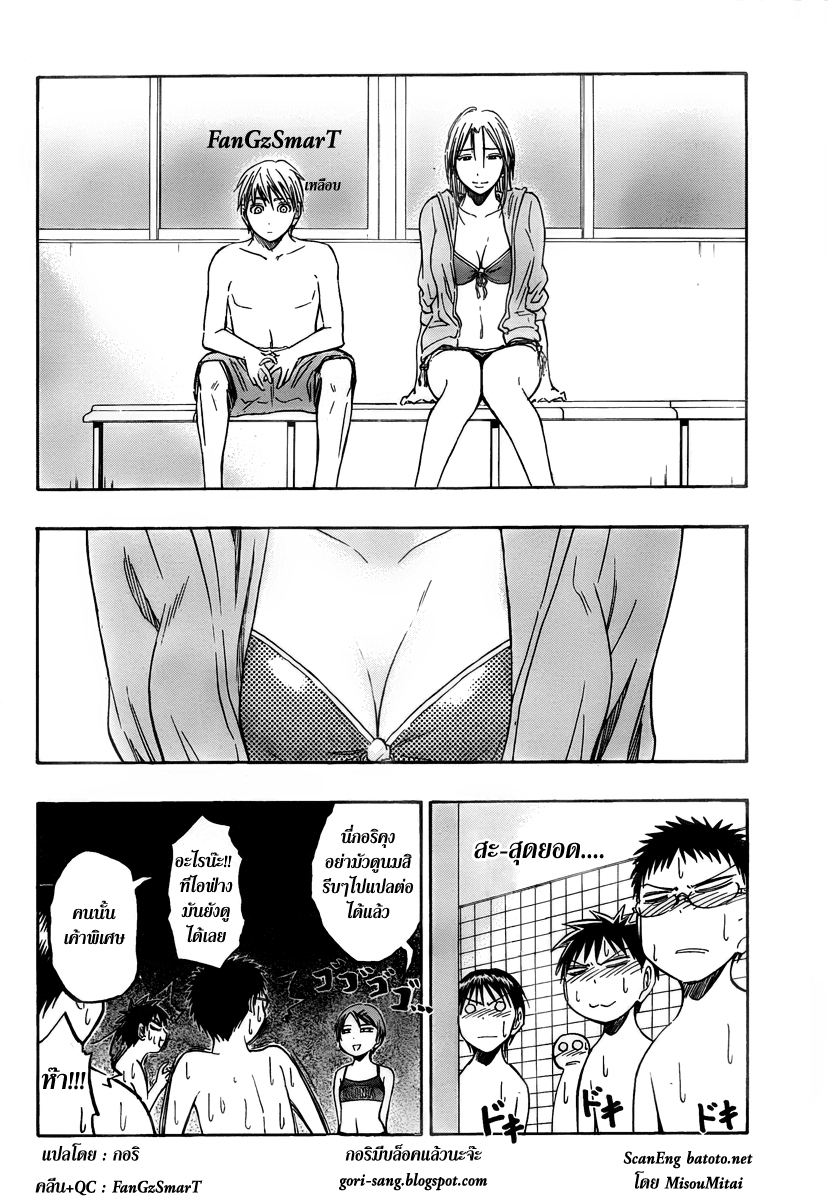 FanGzSmarT
เหลือบ
สะ-สุดยอด....
ドキ
ドキ
นี่กอริคุง
อย่ามัวดูนมสิ
รีบๆไปแปลต่อ
ได้แล้ว
อะไรน๊ะ!!
ทีไอฟ่าง
มันยังดู
ได้เลย
คนนั้น
เค้าพิเศษ
ゴゴゴゴ...
ห๊า!!!
แปลโดย : กอริ
คลีน+QC : FanGzSmarT
กอริมีบล็อคแล้วนะจ๊ะ
gori-sang.blogspot.com
ScanEng batoto.net
โดย MisouMitai